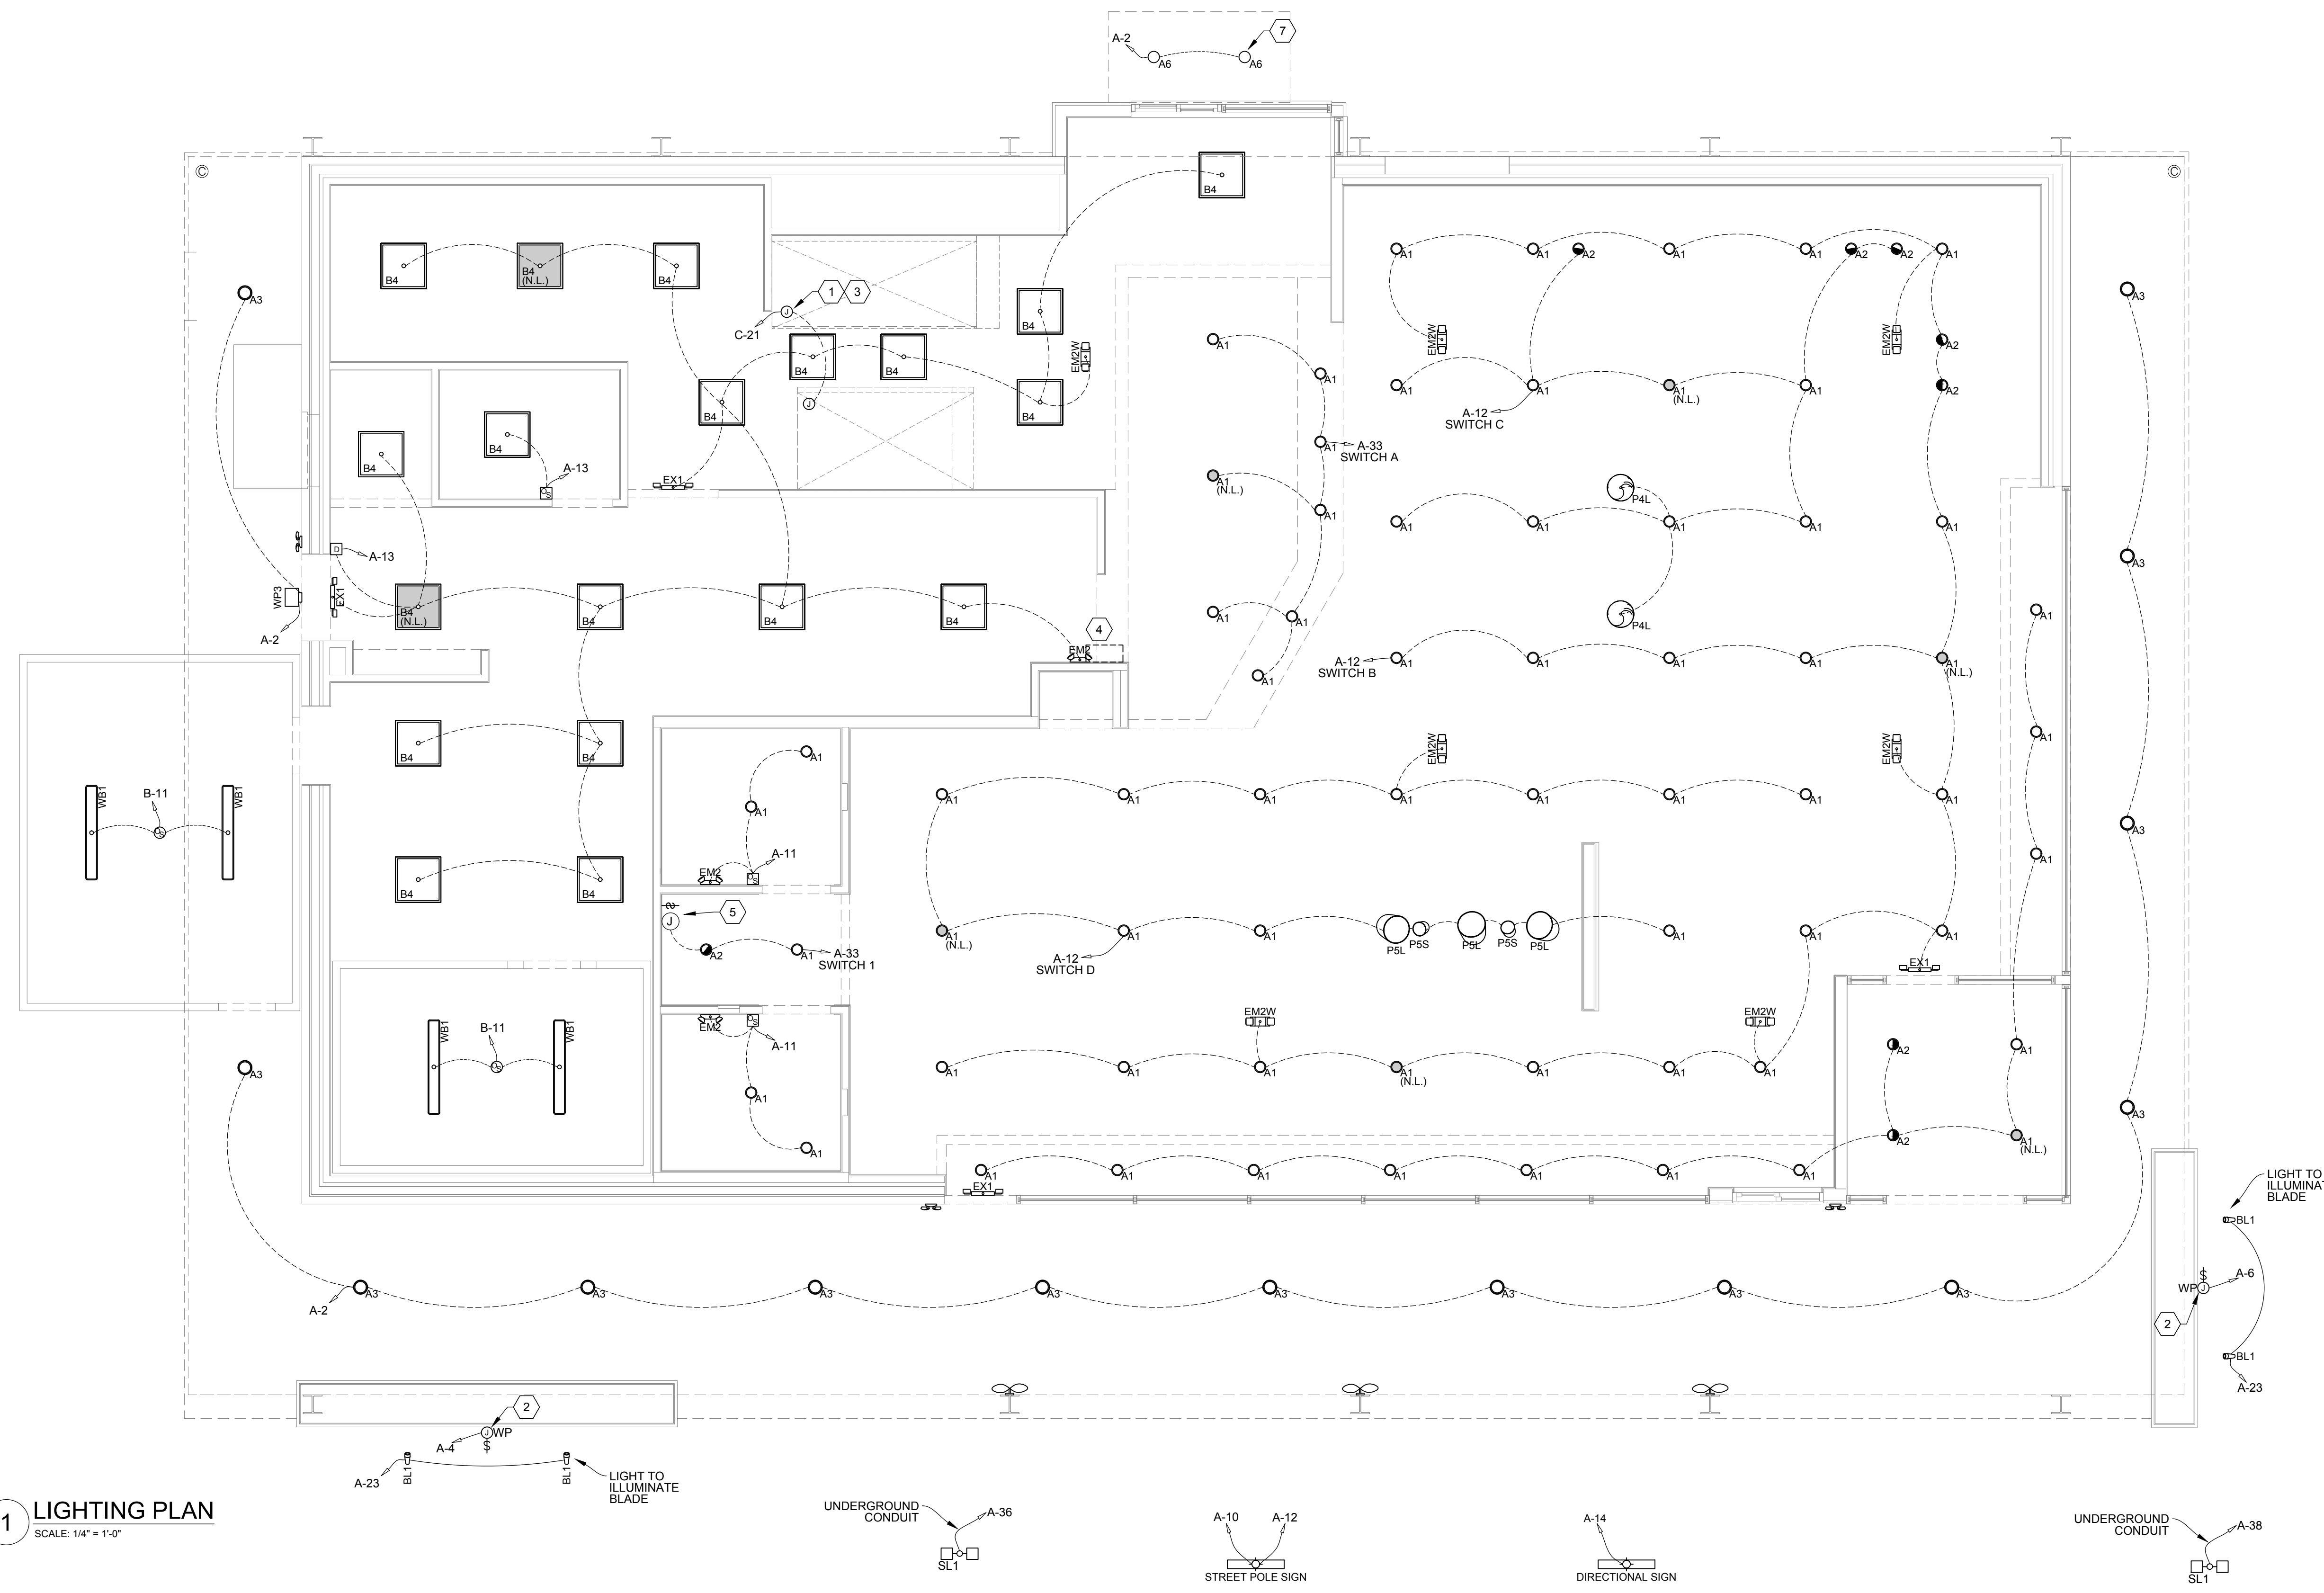 A-2
7
A6
A6
C
C
B4
B4
B4
(N.L.)
B4
A1
A1
A2
A1
A1
A2
A2
A1
A3
A3
1
3
C-21
B4
B4
B4
EM2W
A1
EM2W
EM2W
A2
A1
B4
B4
A1
A1
A1
(N.L.)
A1
A2
A-12
SWITCH C
B4
B4
A-13
EX1
A1
A-33
SWITCH A
A1
(N.L.)
A1
P4L
A1
A1
A1
A1
A1
D
A-13
A3
WP3
EX1
A-2
B4
(N.L.)
B4
B4
B4
4
EM2
A1
A1
A1
P4L
A1
A-12
SWITCH B
A1
A1
A1
A1
A1
(N.L.)
A1
B4
B4
A1
EM2W
EM2W
WB1
B-11
WB1
A1
A1
A1
A1
A1
A1
A1
A1
A1
A3
A-11
EM2
B4
B4
A1
J
5
A2
A1
A-33
SWITCH 1
A1
(N.L.)
A1
A1
P5L
P5S
P5L
P5S
P5L
A1
A1
A1
A-12
SWITCH D
EX1
WB1
B-11
WB1
EM2
A-11
EM2W
EM2W
A2
A1
A3
A1
A1
A1
A1
A1
(N.L.)
A1
A1
A1
A3
A1
A2
A1
(N.L.)
A1
A1
A1
A1
A1
A1
A1
EX1
LIGHT TO
BLADE
BL1
A-2
A3
A3
A3
A3
A3
A3
A3
A3
WP
J
$
A-6
2
BL1
A-23
2
A-4
J
WP
$
A-23
BL1
BL1
LIGHT TO
ILLUMINATE
BLADE
1
LIGHTING PLAN
SCALE: 1/4" = 1'-0"
UNDERGROUND
CONDUIT
A-36
SL1
A-10
A-12
STREET POLE SIGN
A-14
DIRECTIONAL SIGN
UNDERGROUND
CONDUIT
A-38
SL1